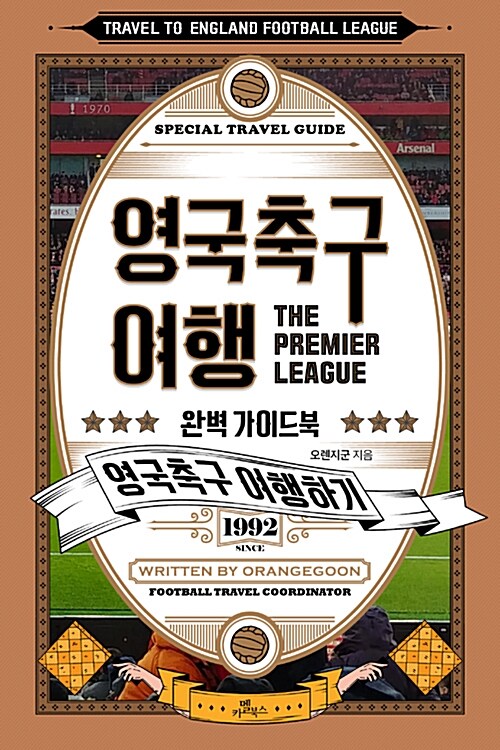 TRAVEL TO ENGLAND FOOTBALL LEAGUE
1970
SPECIAL TRAVEL GUIDE
Arsenal
영국축구
여행
THE
PREMIER
LEAGUE
완벽 가이드북
오렌지군 지음
영국축구 여행하기
1992
SINCE
WRITTEN BY ORANGEGOON
FOOTBALL TRAVEL COORDINATOR
메
카르북스